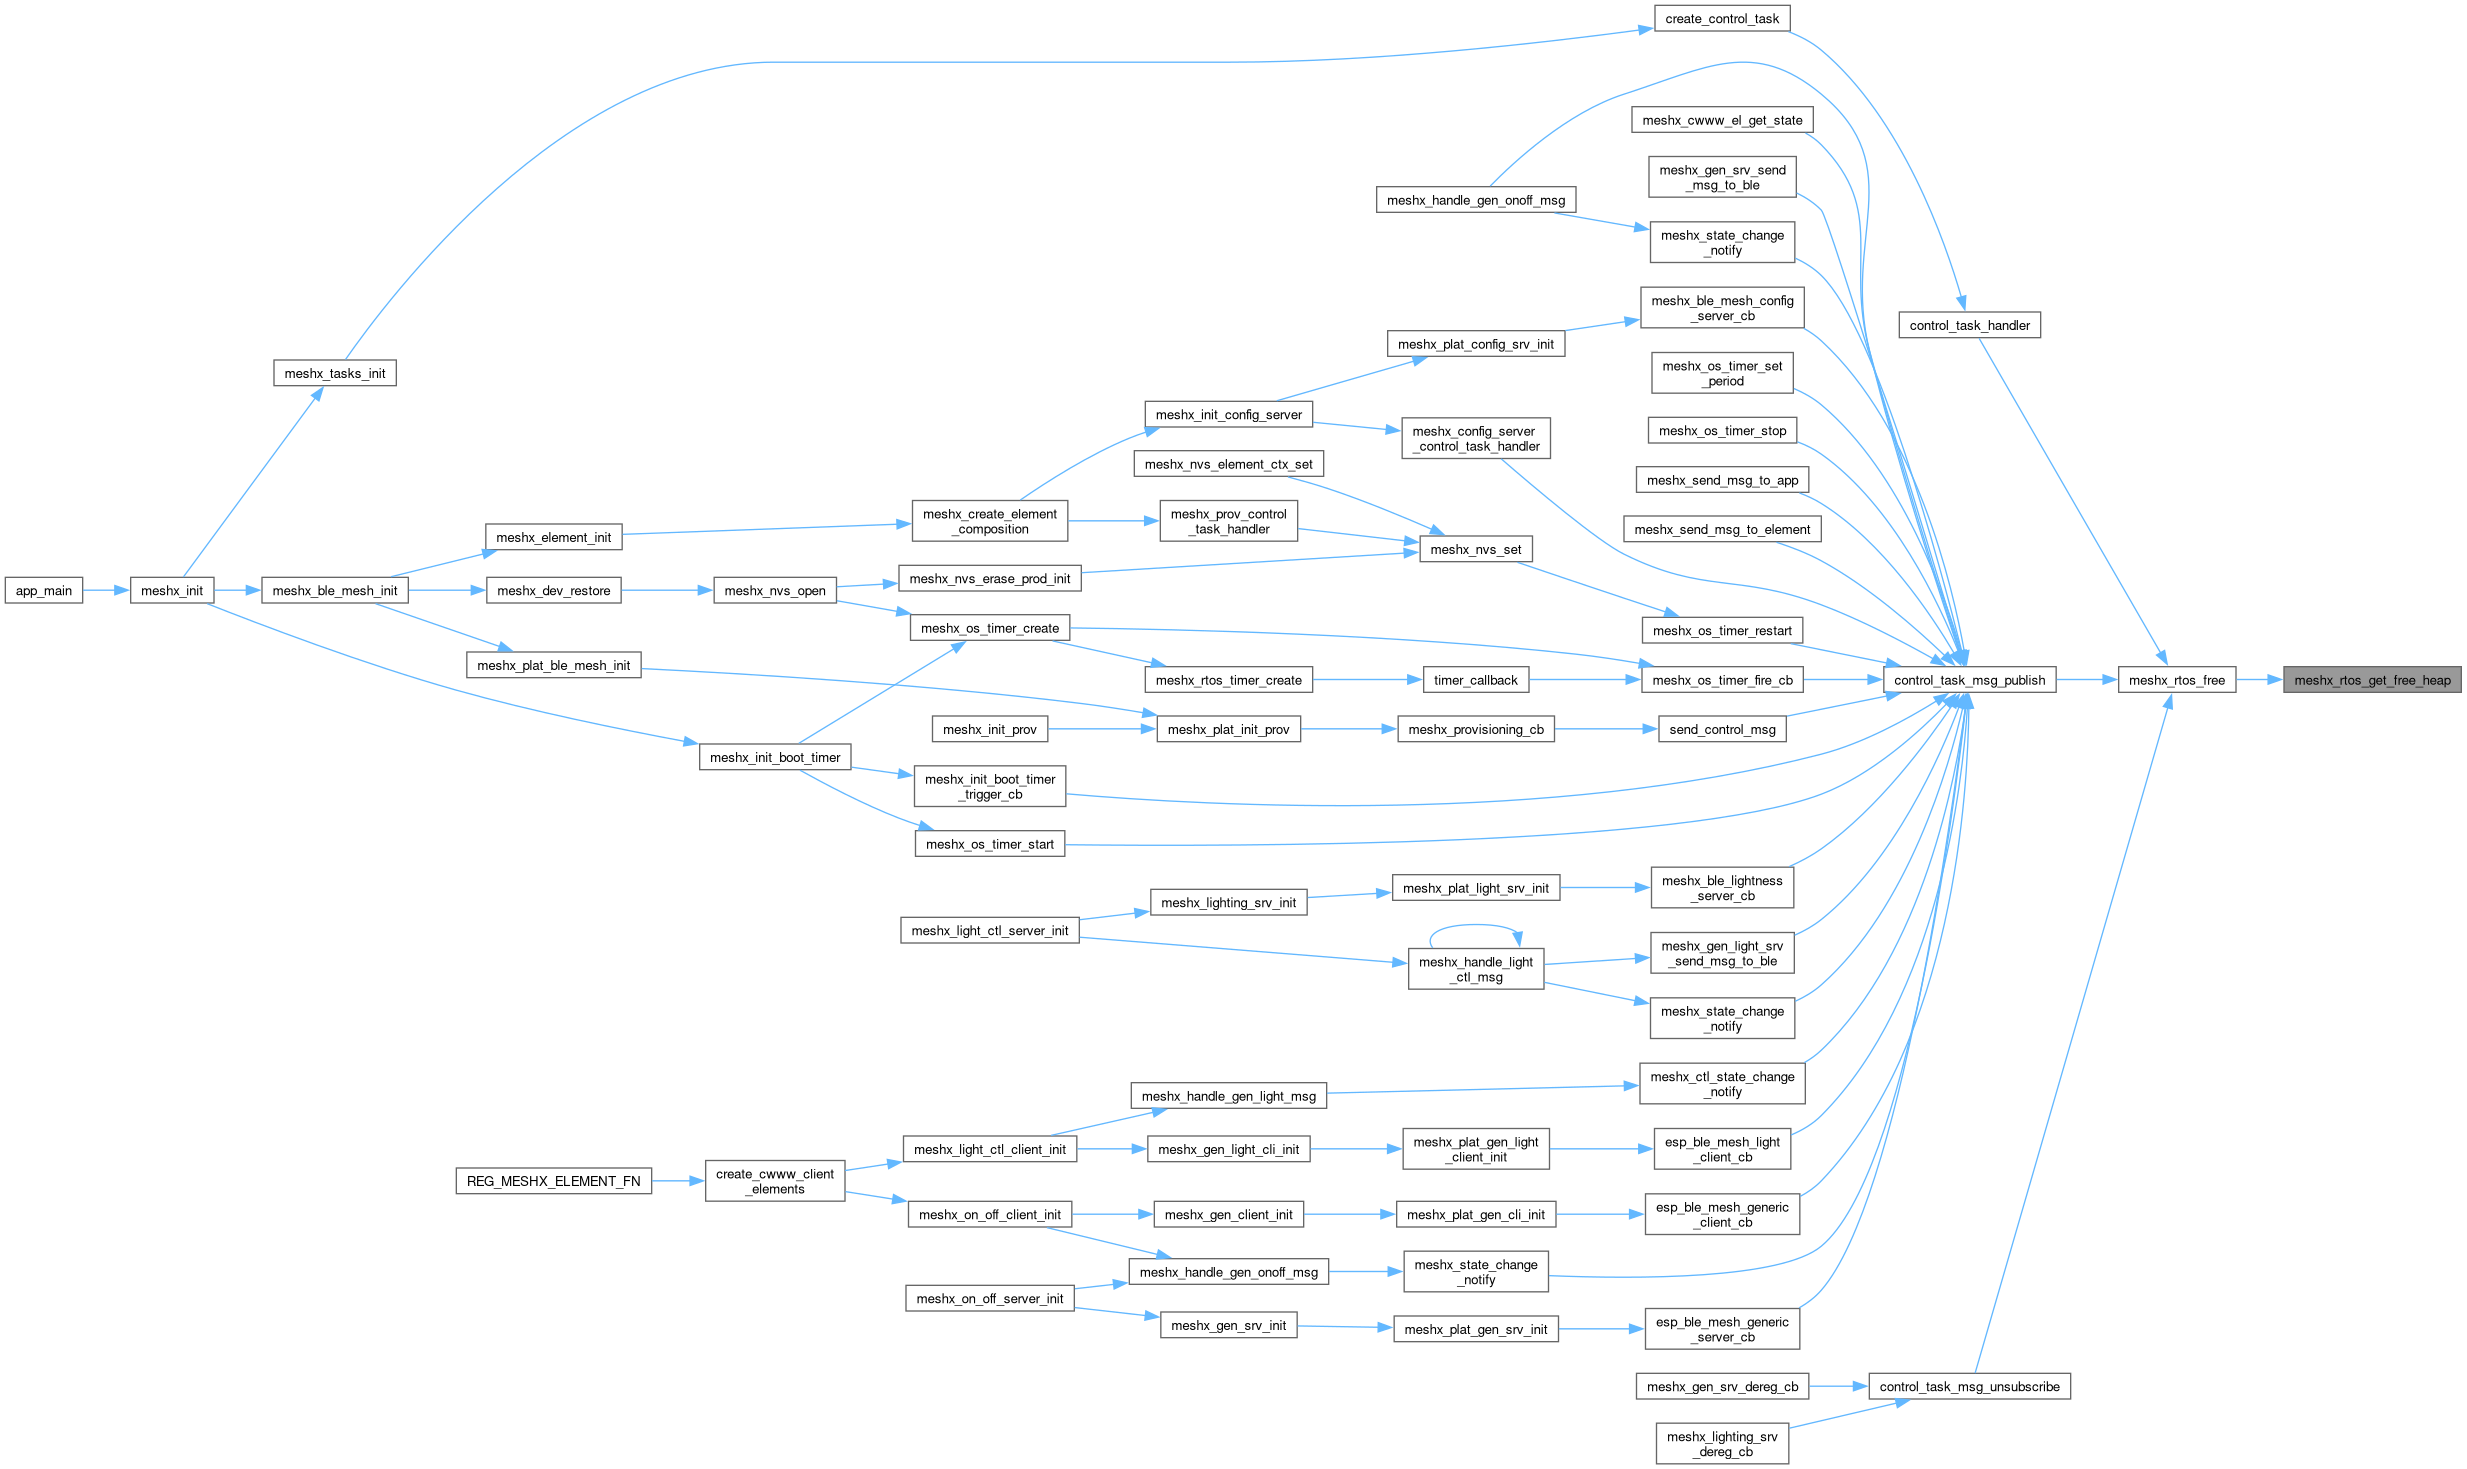 create_control_task
meshx_cwww_el_get_state
meshx_gen_srv_send
_msg_to_ble
meshx_handle_gen_onoff_msg
meshx_state_change
_notify
meshx_ble_mesh_config
_server_cb
control_task_handler
meshx_plat_config_srv_init
meshx_os_timer_set
_period
meshx_tasks_init
meshx_init_config_server
meshx_config_server
_control_task_handler
meshx_os_timer_stop
meshx_nvs_element_ctx_set
meshx_send_msg_to_app
meshx_create_element
_composition
meshx_prov_control
_task_handler
meshx_send_msg_to_element
meshx_element_init
meshx_nvs_set
app_main
meshx_init
meshx_ble_mesh_init
meshx_dev_restore
meshx_nvs_open
meshx_nvs_erase_prod_init
meshx_os_timer_create
meshx_os_timer_restart
meshx_plat_ble_mesh_init
meshx_rtos_timer_create
timer_callback
meshx_os_timer_fire_cb
control_task_msg_publish
meshx_rtos_free
meshx_rtos_get_free_heap
meshx_init_prov
meshx_plat_init_prov
meshx_provisioning_cb
send_control_msg
meshx_init_boot_timer
meshx_init_boot_timer
_trigger_cb
meshx_os_timer_start
meshx_ble_lightness
_server_cb
meshx_plat_light_srv_init
meshx_lighting_srv_init
meshx_light_ctl_server_init
meshx_gen_light_srv
_send_msg_to_ble
meshx_handle_light
_ctl_msg
meshx_state_change
_notify
meshx_ctl_state_change
_notify
meshx_handle_gen_light_msg
meshx_light_ctl_client_init
meshx_gen_light_cli_init
meshx_plat_gen_light
_client_init
esp_ble_mesh_light
_client_cb
REG_MESHX_ELEMENT_FN
create_cwww_client
_elements
meshx_on_off_client_init
meshx_gen_client_init
meshx_plat_gen_cli_init
esp_ble_mesh_generic
_client_cb
meshx_handle_gen_onoff_msg
meshx_state_change
_notify
meshx_on_off_server_init
meshx_gen_srv_init
meshx_plat_gen_srv_init
esp_ble_mesh_generic
_server_cb
meshx_gen_srv_dereg_cb
control_task_msg_unsubscribe
meshx_lighting_srv
_dereg_cb